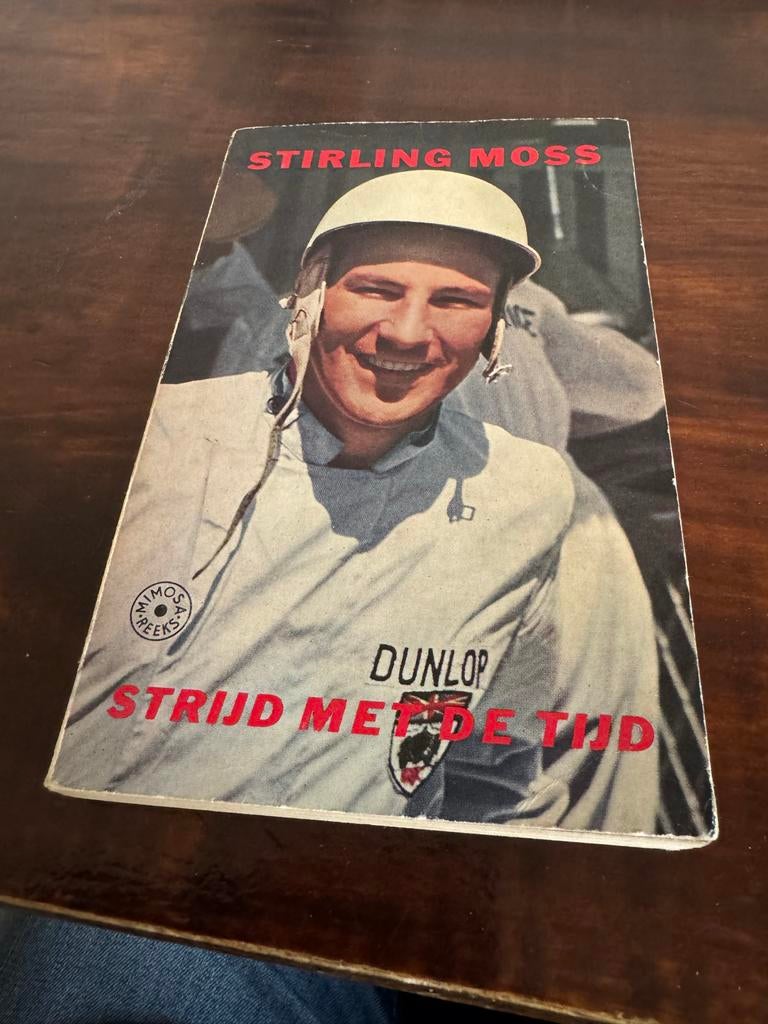 STIRLING MOSS
MIMOSA
REEKS
DUNLOP
STRIJD MET DE TIJD